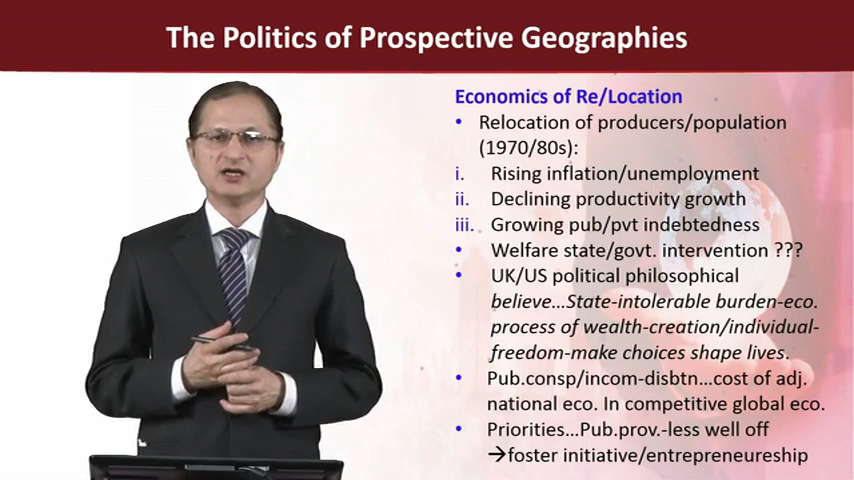 The Politics of Prospective Geographies
Economics of Re/Location
• Relocation of producers/population
(1970/80s):
i. Rising inflation/unemployment
ii. Declining productivity growth
iii. Growing pub/pvt indebtedness
• Welfare state/govt. intervention ???
• UK/US political philosophical
believe...State-intolerable burden-eco.
process of wealth-creation/individual-
freedom-make choices shape lives.
• Pub.consp/incom-disbtn...cost of adj.
national eco. In competitive global eco.
• Priorities...Pub.prov.-less well off
→foster initiative/entrepreneureship